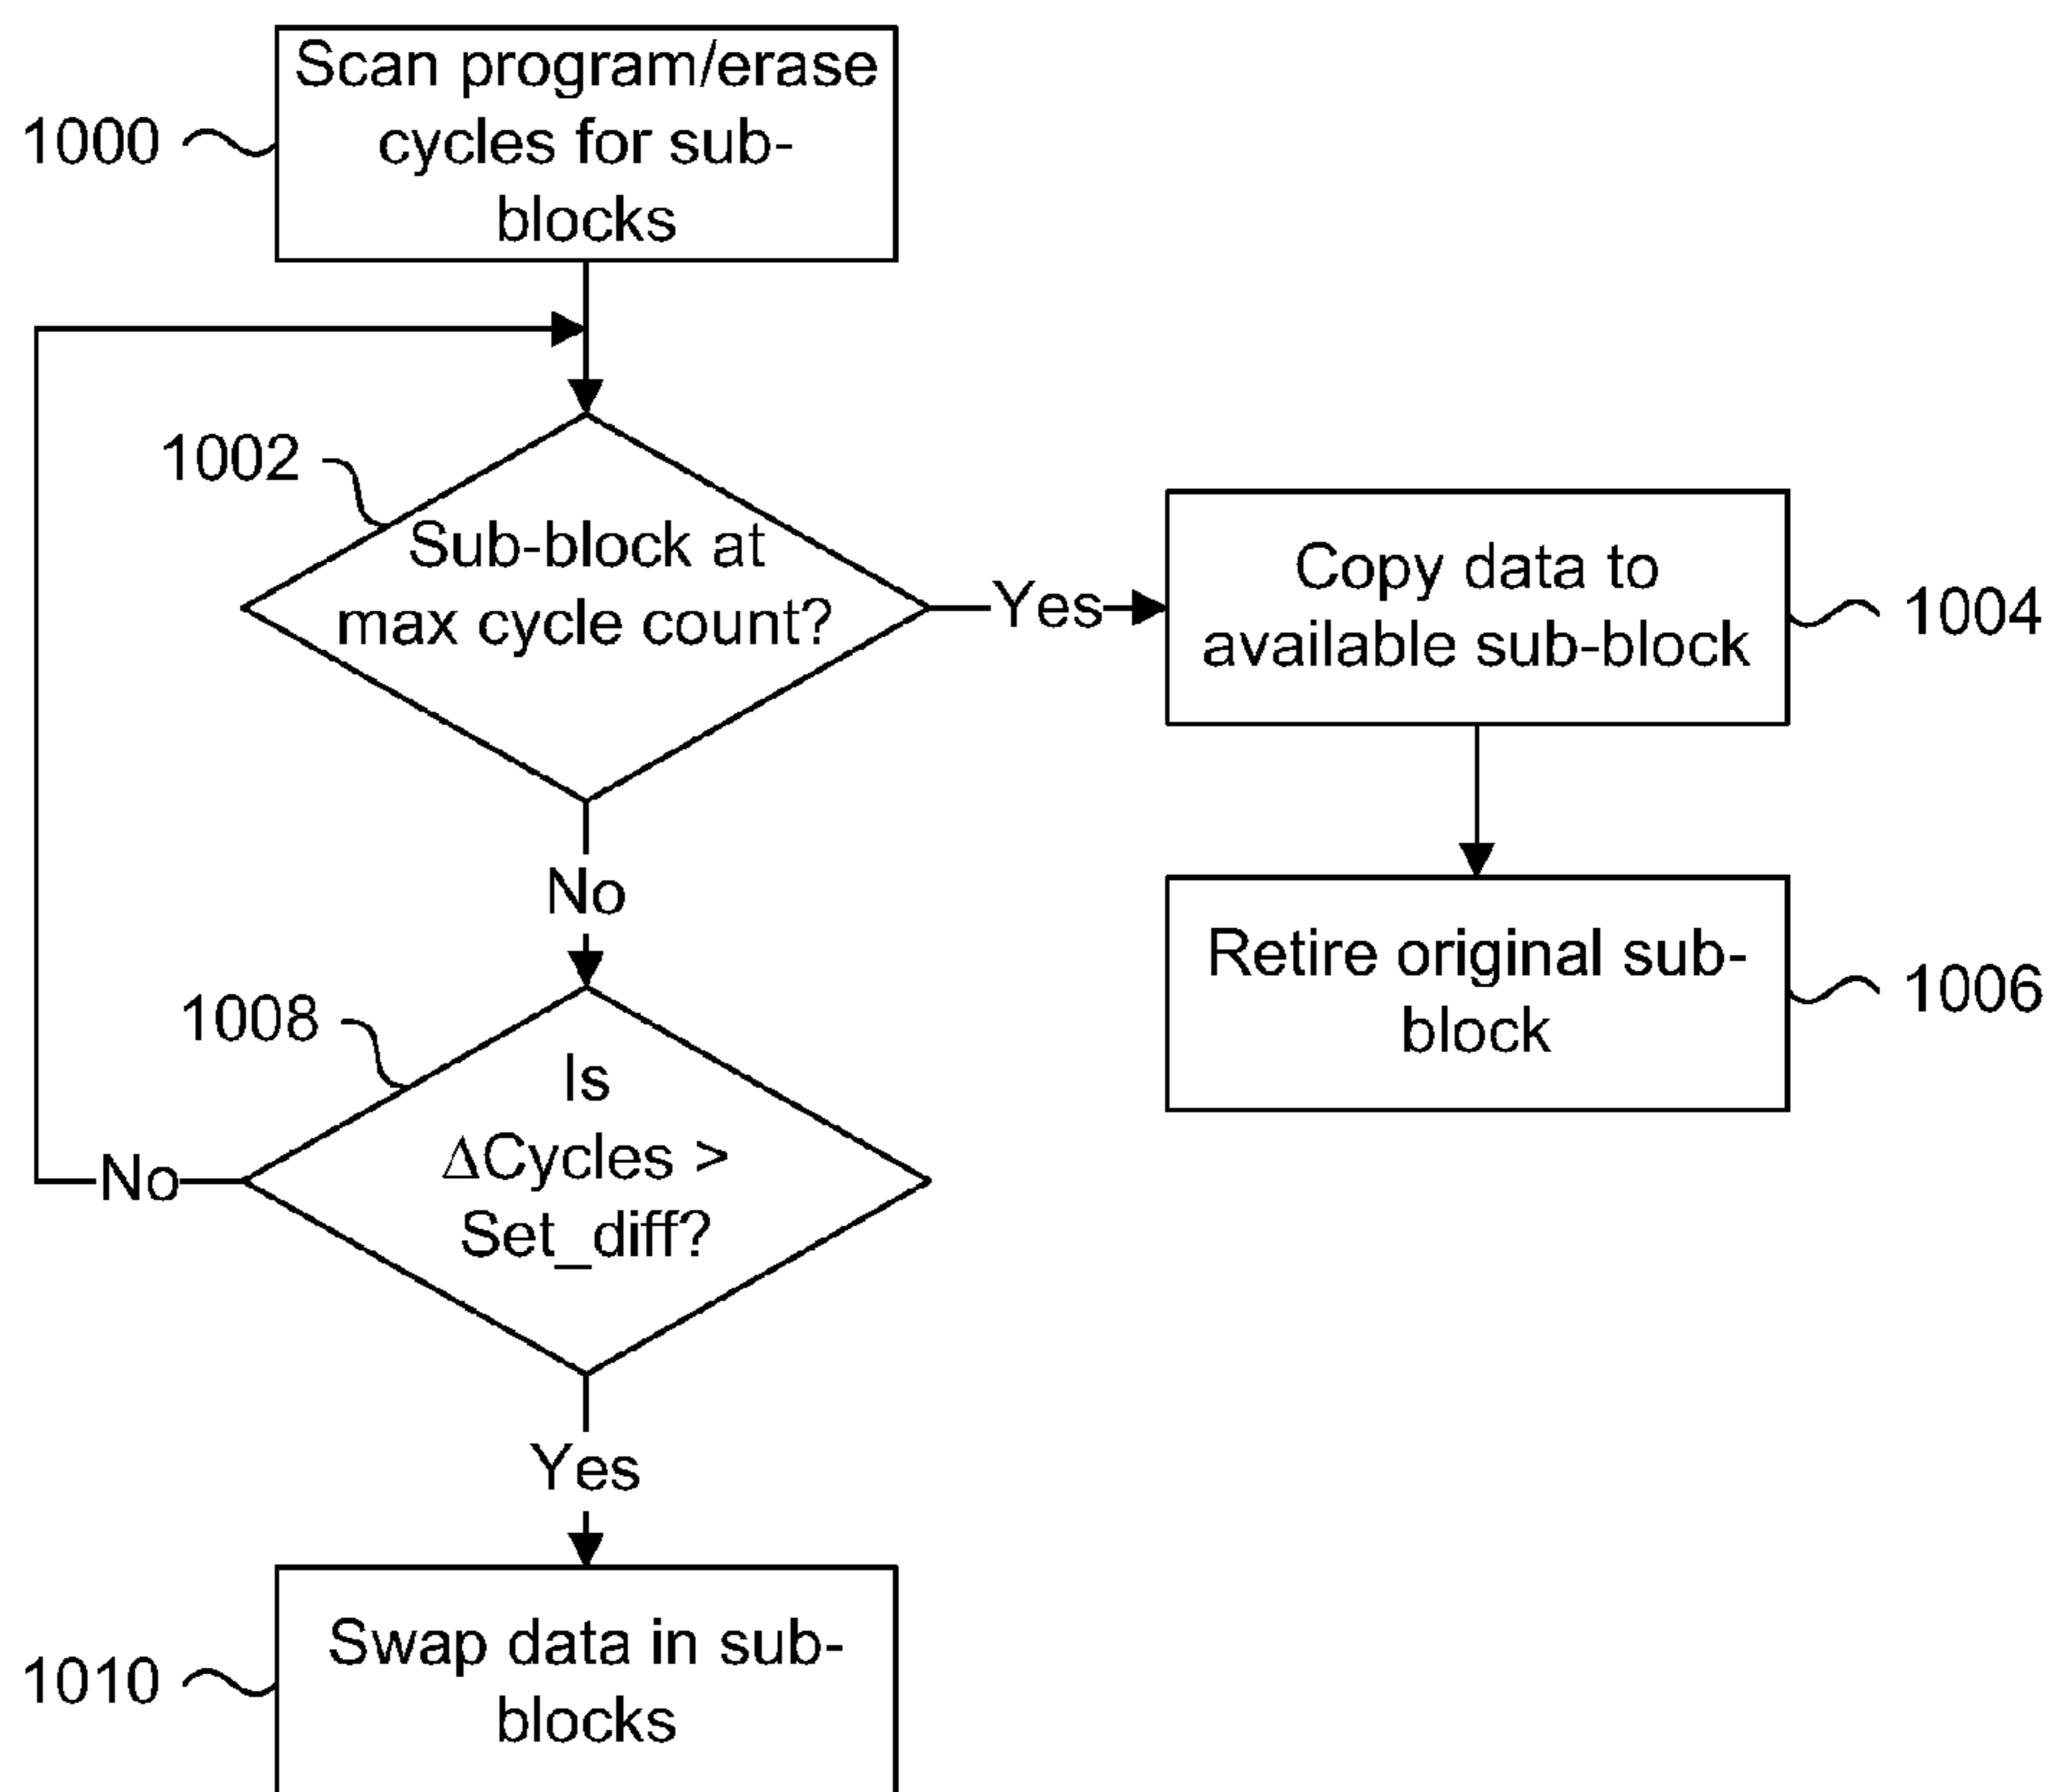 Scan program/erase
cycles for sub-
blocks
1000
1002
Sub-block at
max cycle count?
Yes
Copy data to
available sub-block
1004
No
Retire original sub-
block
1006
1008
Is
ΔCycles >
Set_diff?
No
Yes
Swap data in sub-
blocks
1010